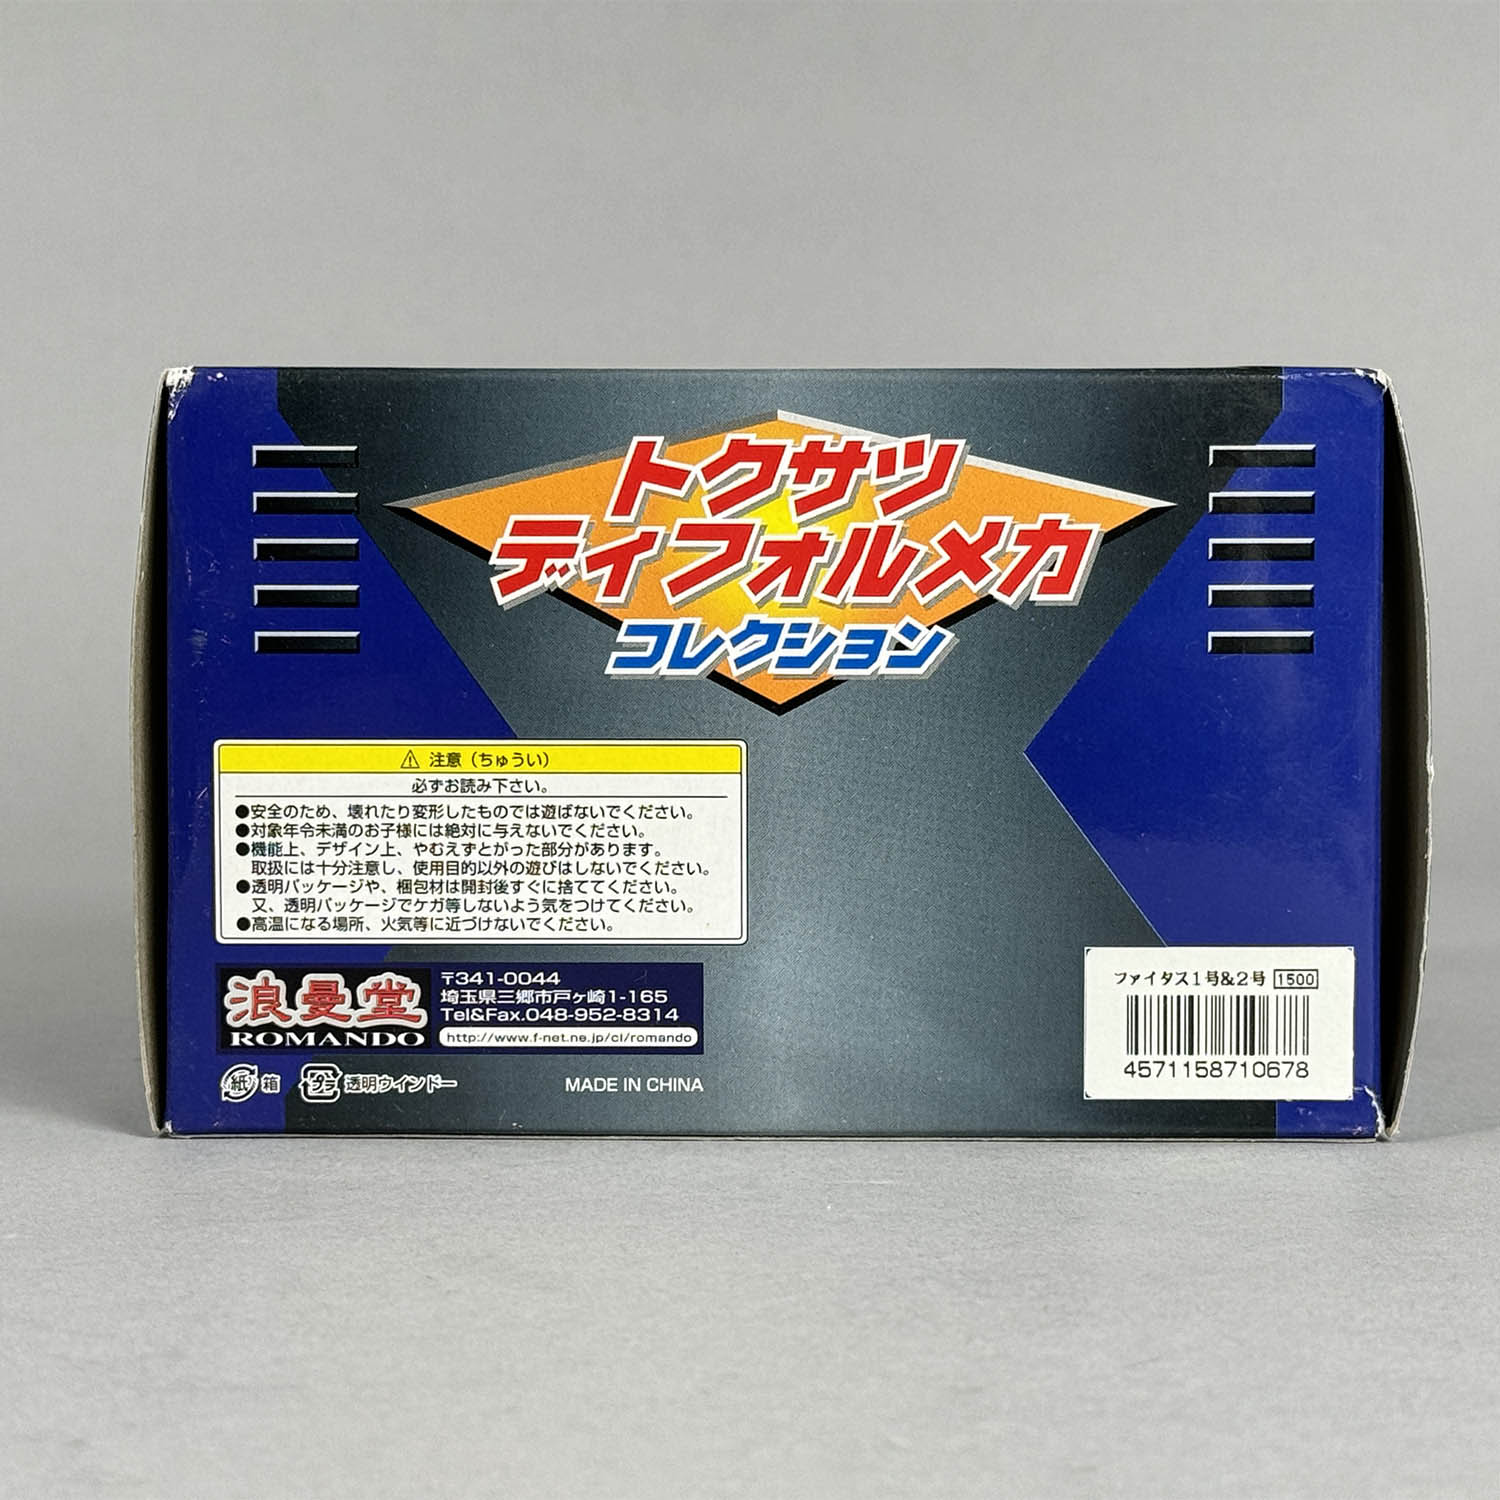 トクサツ
ディフォルメカ
コレクション
⚠ 注意（ちゅうい）
必ずお読み下さい。
●安全のため、壊れたり変形したものでは遊ばないでください。
●対象年令未満のお子様には絶対に与えないでください。
●機能上、デザイン上、やむえずとがった部分があります。
取扱には十分注意し、使用目的以外の遊びはしないでください。
●透明パッケージや、梱包材は開封後すぐに捨ててください。
又、透明パッケージでケガ等しないよう気をつけてください。
●高温になる場所、火気等に近づけないでください。
浪曼堂
ROMANDO
〒341-0044
埼玉県三郷市戸ヶ崎1-165
Tel&Fax.048-952-8314
http://www.f-net.ne.jp/ci/romando
紙 箱 プラ 透明ウインドー
MADE IN CHINA
ファイタス1号&2号 1500
4571158710678